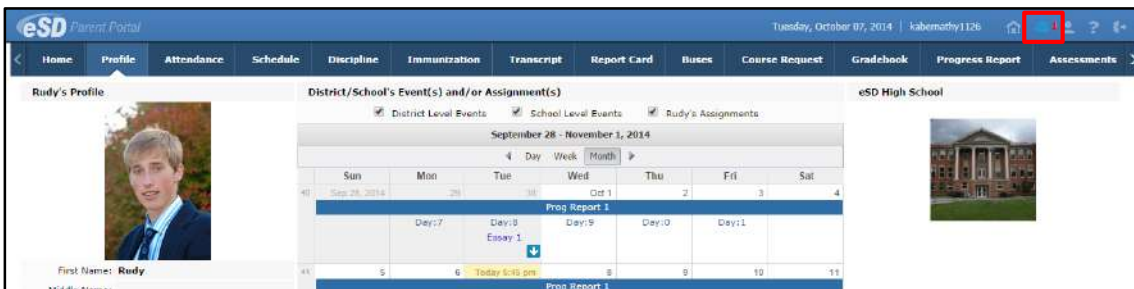 eSD Parent Portal
Tuesday, October 07, 2014 | kabernathy1126
1
?
Home Profile Attendance Schedule Discipline Immunization Transcript Report Card Buses Course Request Gradebook Progress Report Assessments
Rudy's Profile
District/School's Event(s) and/or Assignment(s)
eSD High School
District Level Events School Level Events Rudy's Assignments
September 28 - November 1, 2014
Day Week Month
Sun Mon Tue Wed Thu Fri Sat
40 Sep 28, 2014 29 30 Oct 1 2 3 4
Prog Report 1
Day:7 Day:8 Day:9 Day:0 Day:1
Essay 1
41 5 6 Today 5:46 pm 8 9 10 11
Prog Report 1
First Name: Rudy
Middle Name: